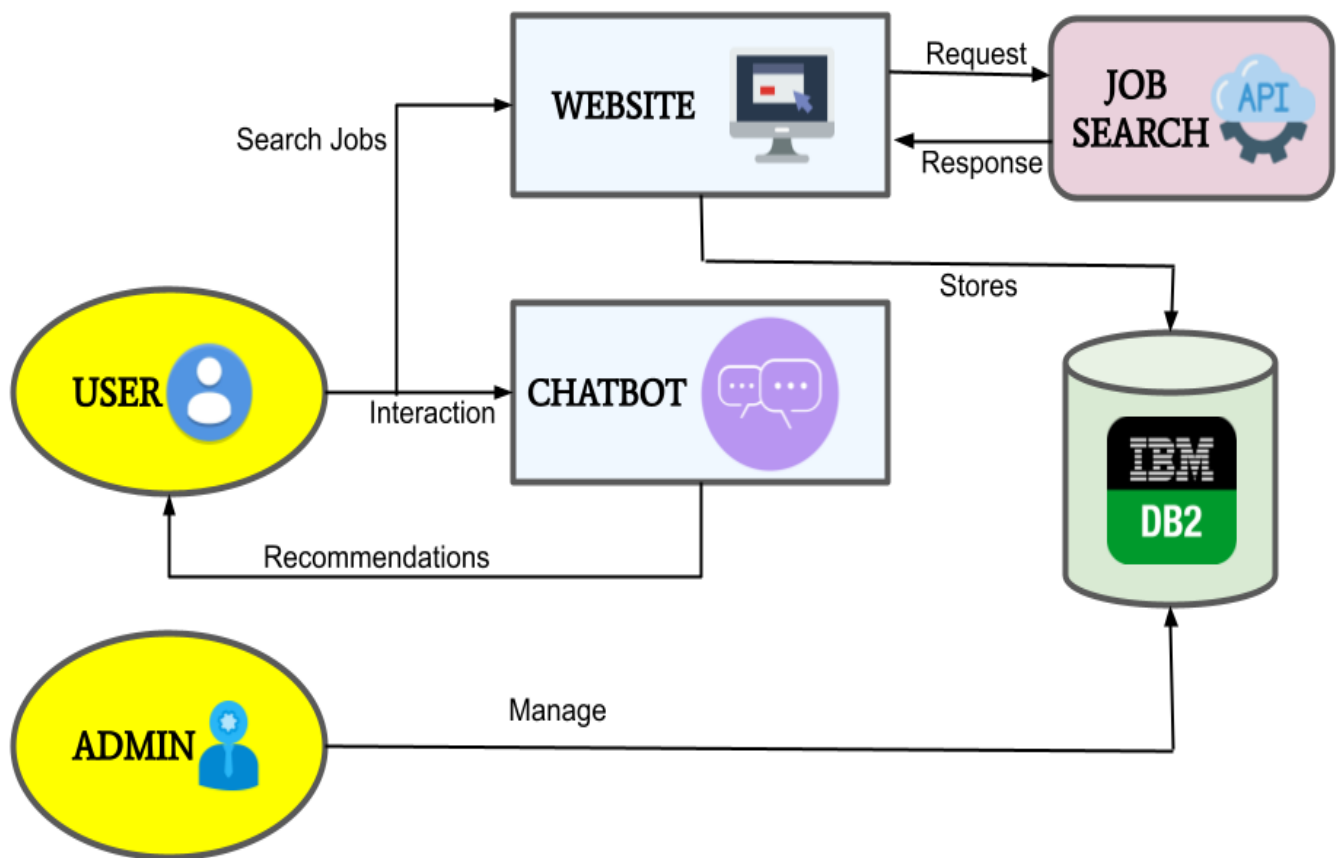 Request
WEBSITE
JOB
SEARCH
API
Search Jobs
Response
Stores
USER
Interaction
CHATBOT
IBM
DB2
Recommendations
Manage
ADMIN